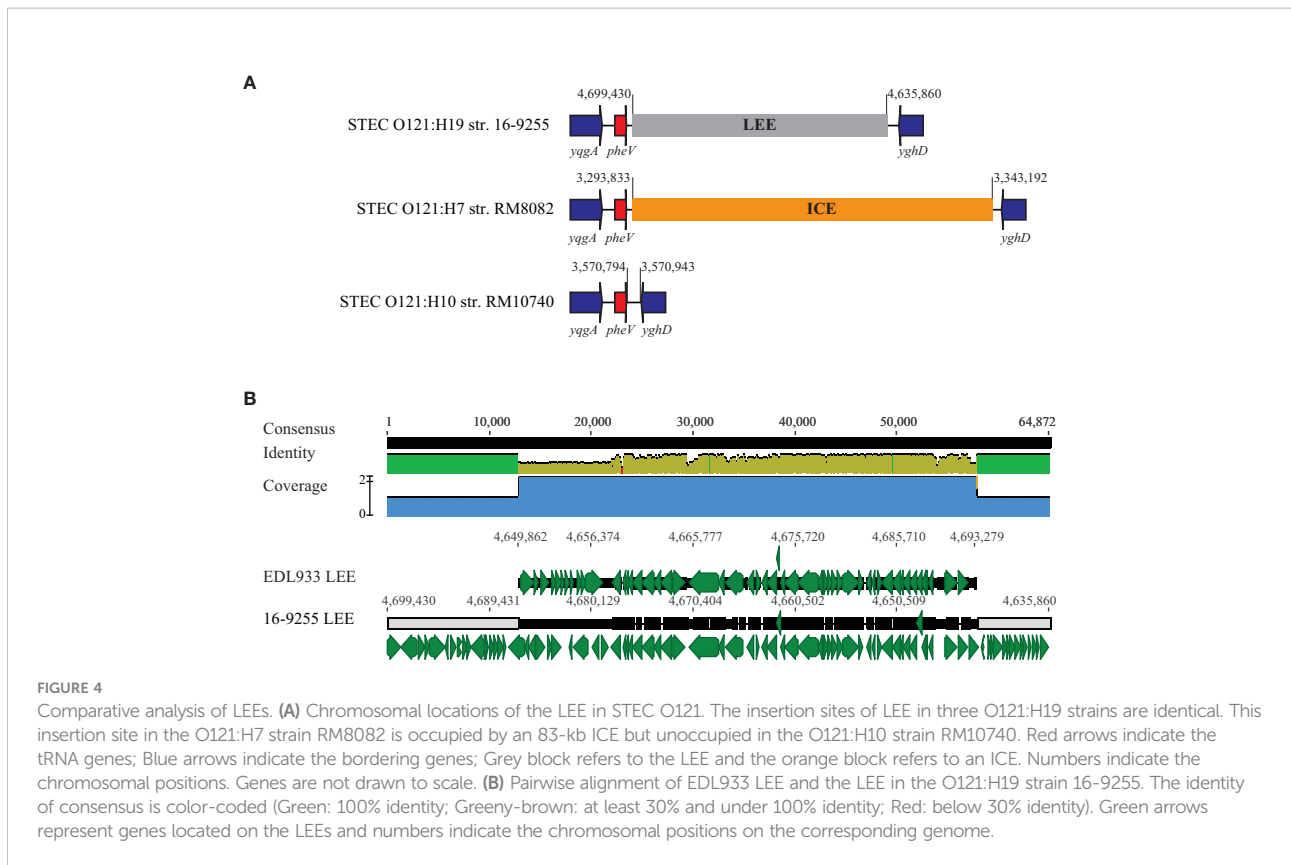 A
4,699,430 4,635,860
STEC O121:H19 str. 16-9255 LEE
yqgA pheV yghD
3,293,833 3,343,192
STEC O121:H7 str. RM8082 ICE
yqgA pheV yghD
3,570,794 3,570,943
STEC O121:H10 str. RM10740
yqgA pheV yghD
B
1 10,000 20,000 30,000 40,000 50,000 64,872
Consensus
Identity
Coverage 2
0
4,649,862 4,656,374 4,665,777 4,675,720 4,685,710 4,693,279
EDL933 LEE
4,699,430 4,689,431 4,680,129 4,670,404 4,660,502 4,650,509 4,635,860
16-9255 LEE
FIGURE 4
Comparative analysis of LEEs. (A) Chromosomal locations of the LEE in STEC O121. The insertion sites of LEE in three O121:H19 strains are identical. This
insertion site in the O121:H7 strain RM8082 is occupied by an 83-kb ICE but unoccupied in the O121:H10 strain RM10740. Red arrows indicate the
tRNA genes; Blue arrows indicate the bordering genes; Grey block refers to the LEE and the orange block refers to an ICE. Numbers indicate the
chromosomal positions. Genes are not drawn to scale. (B) Pairwise alignment of EDL933 LEE and the LEE in the O121:H19 strain 16-9255. The identity
of consensus is color-coded (Green: 100% identity; Greeny-brown: at least 30% and under 100% identity; Red: below 30% identity). Green arrows
represent genes located on the LEEs and numbers indicate the chromosomal positions on the corresponding genome.